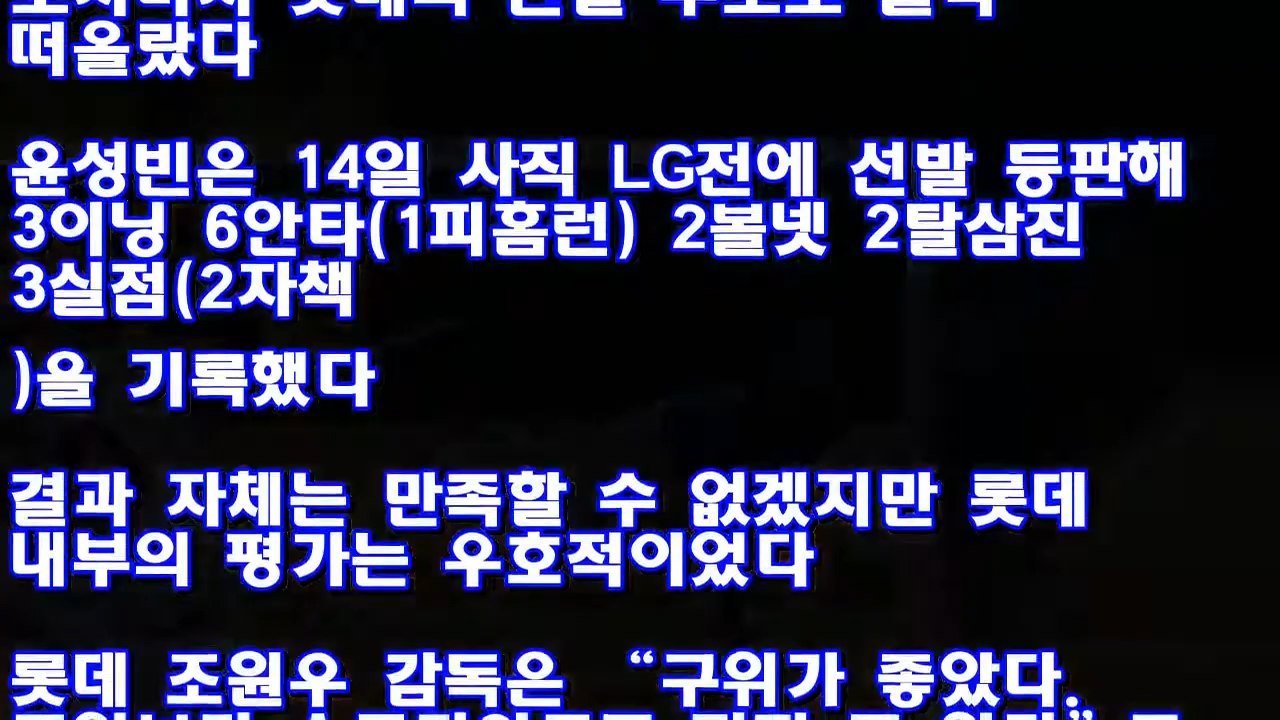 떠올랐다
윤성빈은 14일 사직 LG전에 선발 등판해
3이닝 6안타(1피홈런) 2볼넷 2탈삼진
3실점(2자책
)을 기록했다
결과 자체는 만족할 수 없겠지만 롯데
내부의 평가는 우호적이었다
롯데 조원우 감독은 “구위가 좋았다.